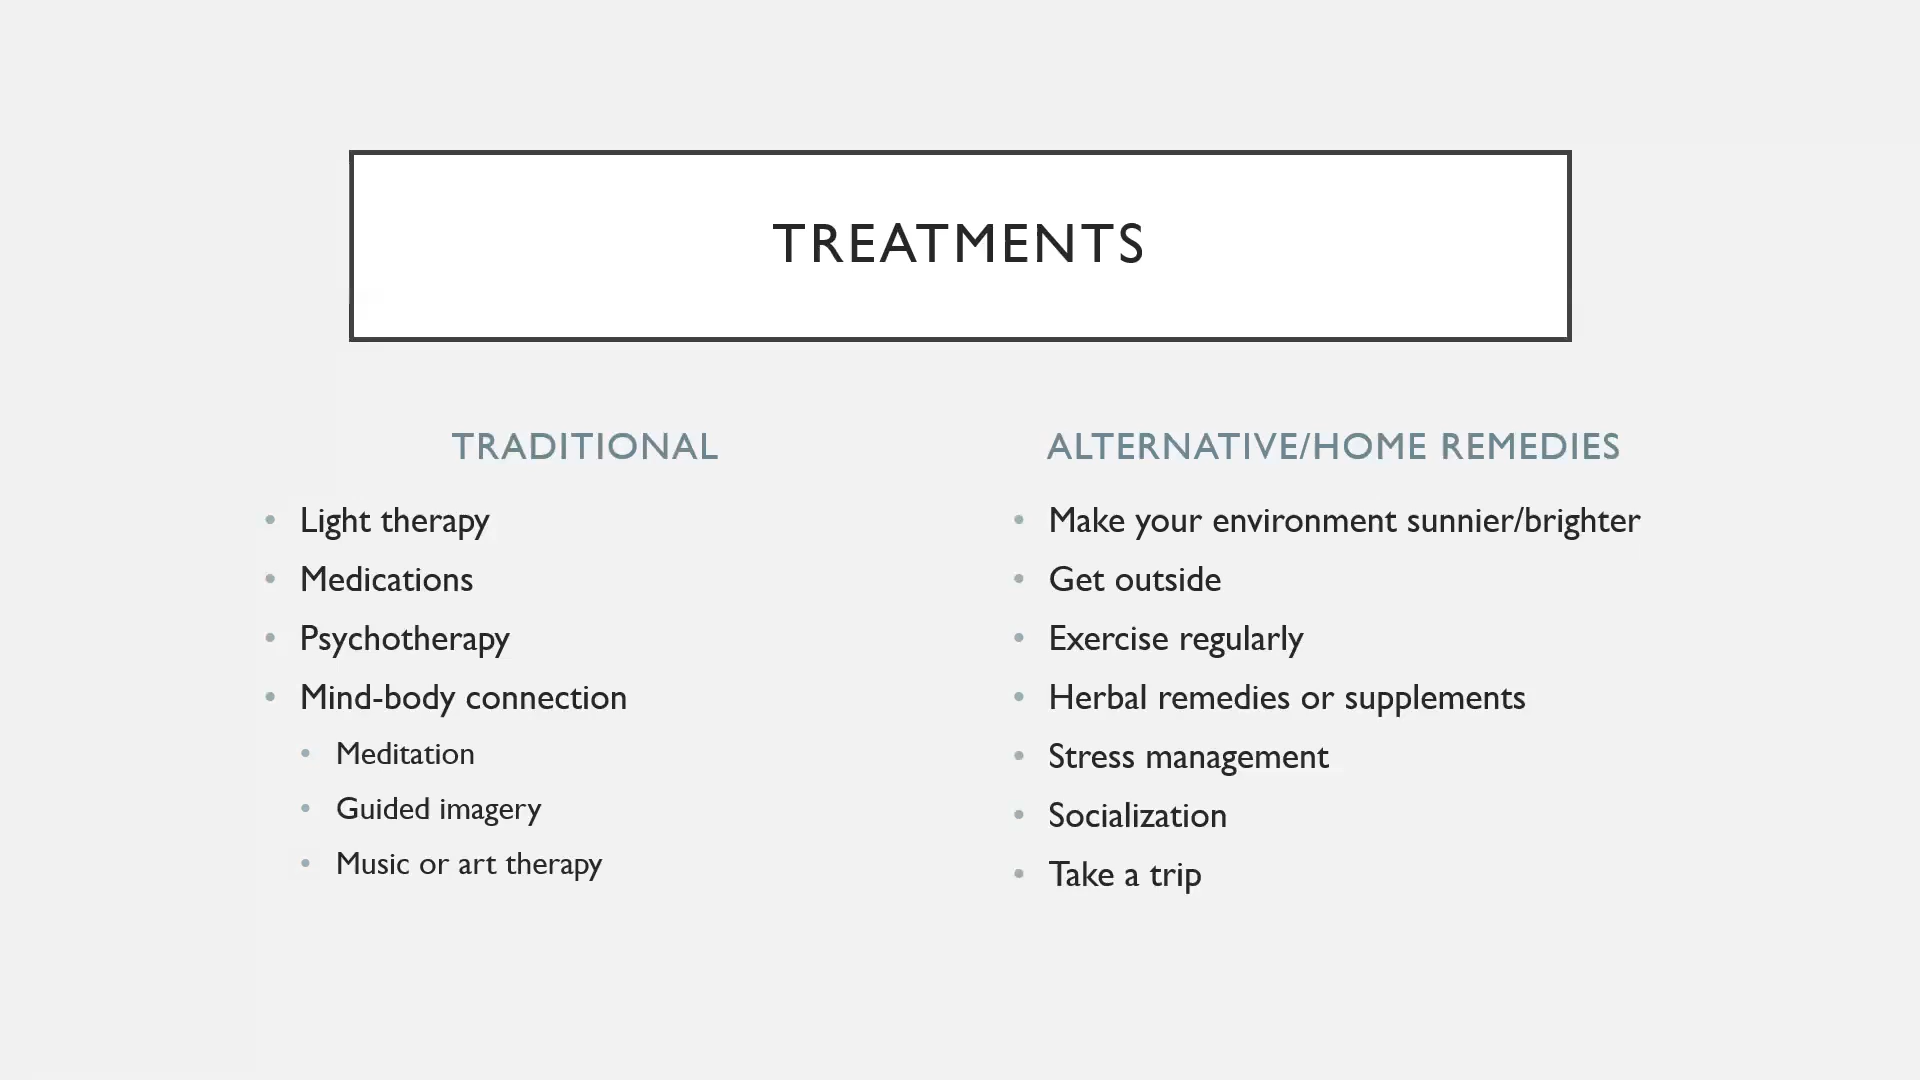 TREATMENTS
TRADITIONAL
• Light therapy
• Medications
• Psychotherapy
• Mind-body connection
• Meditation
• Guided imagery
• Music or art therapy
ALTERNATIVE/HOME REMEDIES
• Make your environment sunnier/brighter
• Get outside
• Exercise regularly
• Herbal remedies or supplements
• Stress management
• Socialization
• Take a trip